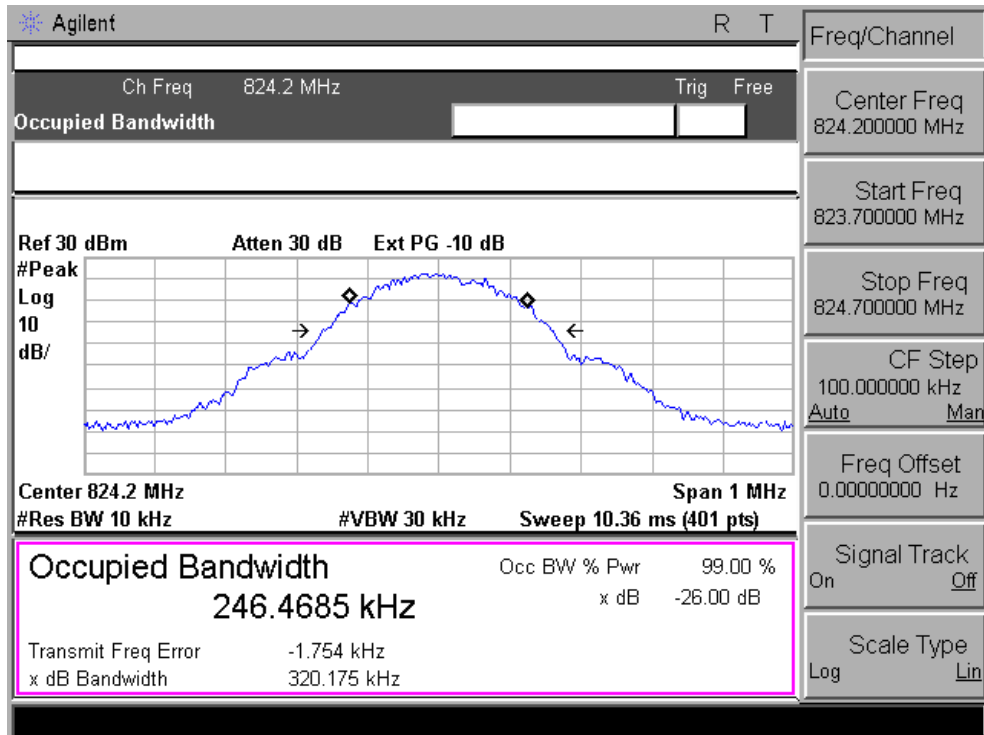 Agilent
R T
Ch Freq 824.2 MHz Trig Free
Occupied Bandwidth
Ref 30 dBm Atten 30 dB Ext PG -10 dB
#Peak
Log
10
dB/
Center 824.2 MHz Span 1 MHz
#Res BW 10 kHz #VBW 30 kHz Sweep 10.36 ms (401 pts)
Occupied Bandwidth
246.4685 kHz
Occ BW % Pwr 99.00 %
x dB -26.00 dB
Transmit Freq Error -1.754 kHz
x dB Bandwidth 320.175 kHz
Freq/Channel
Center Freq
824.200000 MHz
Start Freq
823.700000 MHz
Stop Freq
824.700000 MHz
CF Step
100.000000 kHz
Auto Man
Freq Offset
0.00000000 Hz
Signal Track
On Off
Scale Type
Log Lin